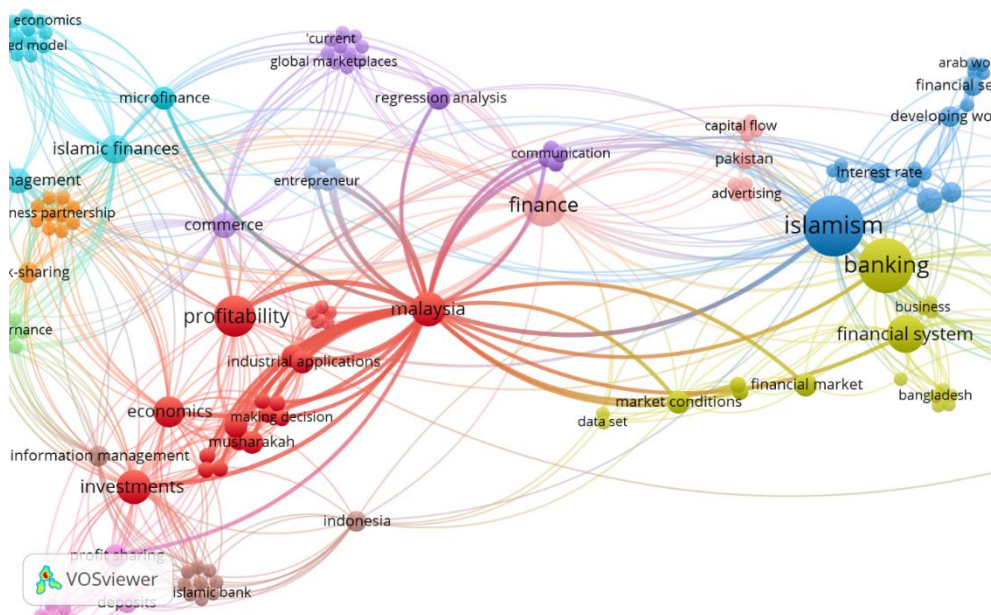 economics
ed model
'current
global marketplaces
arab wo
financial se
microfinance
regression analysis
developing wo
capital flow
islamic finances
communication
pakistan
nagement
entrepreneur
interest rate
advertising
ness partnership
finance
commerce
islamism
k-sharing
banking
malaysia
business
profitability
rnance
financial system
industrial applications
financial market
bangladesh
market conditions
economics
making decision
data set
musharakah
information management
investments
indonesia
profit sharing
VOSviewer
islamic bank
deposits